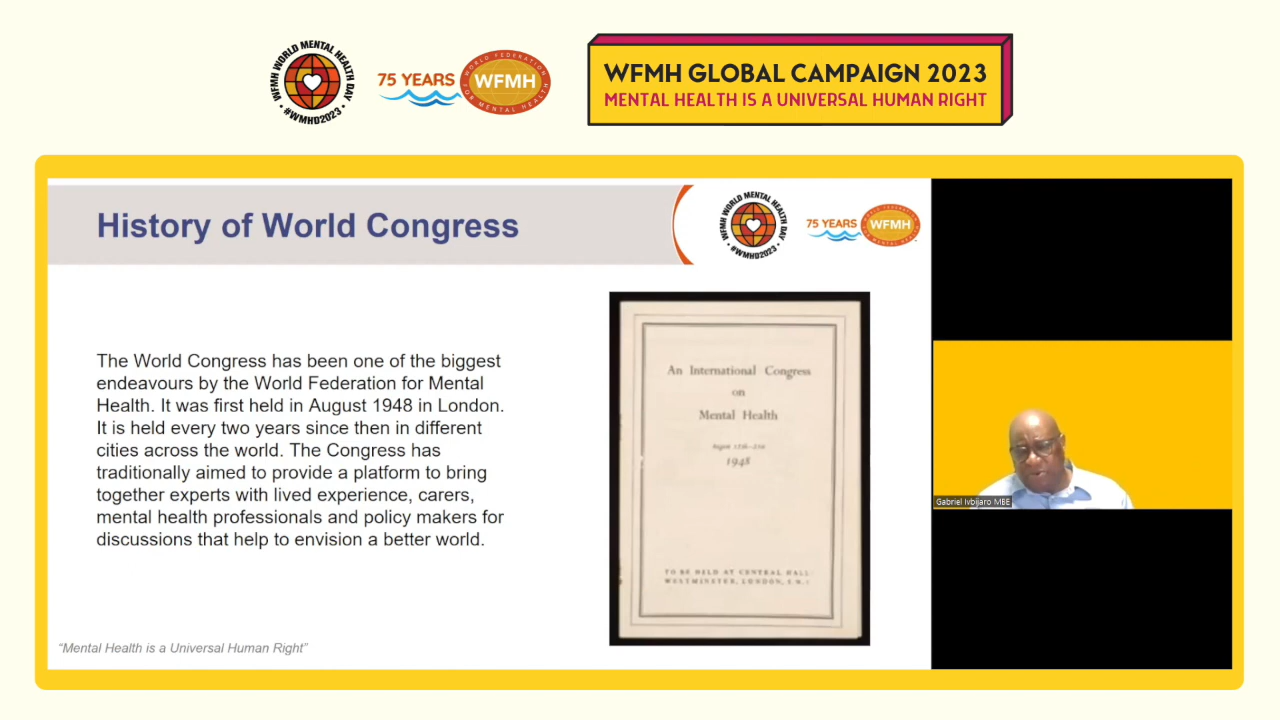 WFMH WORLD MENTAL HEALTH DAY
• #WMHD2023 •
75 YEARS
WORLD FEDERATION
WFMH
FOR MENTAL HEALTH
WFMH GLOBAL CAMPAIGN 2023
MENTAL HEALTH IS A UNIVERSAL HUMAN RIGHT
History of World Congress
WFMH WORLD MENTAL HEALTH DAY
• #WMHD2023 •
75 YEARS
WFMH
The World Congress has been one of the biggest
endeavours by the World Federation for Mental
Health. It was first held in August 1948 in London.
It is held every two years since then in different
cities across the world. The Congress has
traditionally aimed to provide a platform to bring
together experts with lived experience, carers,
mental health professionals and policy makers for
discussions that help to envision a better world.
An International Congress
on
Mental Health
August
1948
TO BE HELD AT CENTRAL HALL
WESTMINSTER, LONDON, S.W.1
Gabriel Ivbijaro MBE
“Mental Health is a Universal Human Right”